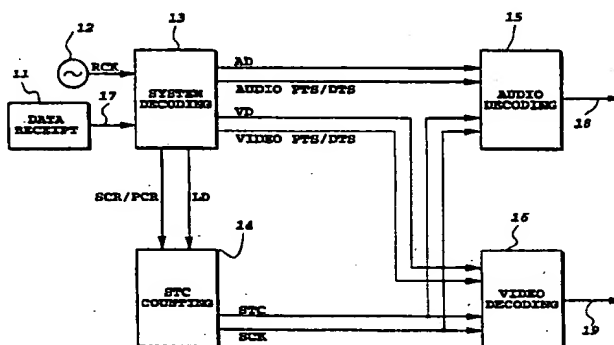 12
13
15
11
RCK
AD
SYSTEM
DECODING
AUDIO PTS/DTS
AUDIO
DECODING
DATA
RECEIPT
17
VD
VIDEO PTS/DTS
18
SCR/PCR
LD
14
16
STC
COUNTING
STC
SCK
VIDEO
DECODING
19